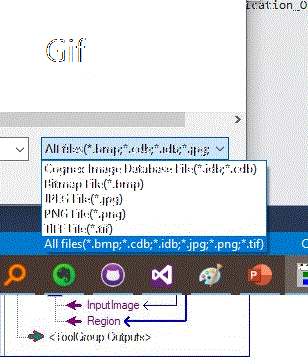 ication_0
Gif
All files(*.bmp;*.cdb;*.idb;*.jpg;
Cognex Image Database File(*.idb;*.cdb)
Bitmap File(*.bmp)
JPEG File(*.jpg)
PNG File(*.png)
TIFF File(*.tif)
All files(*.bmp;*.cdb;*.idb;*.jpg;*.png;*.tif)
InputImage
Region
<ToolGroup Outputs>